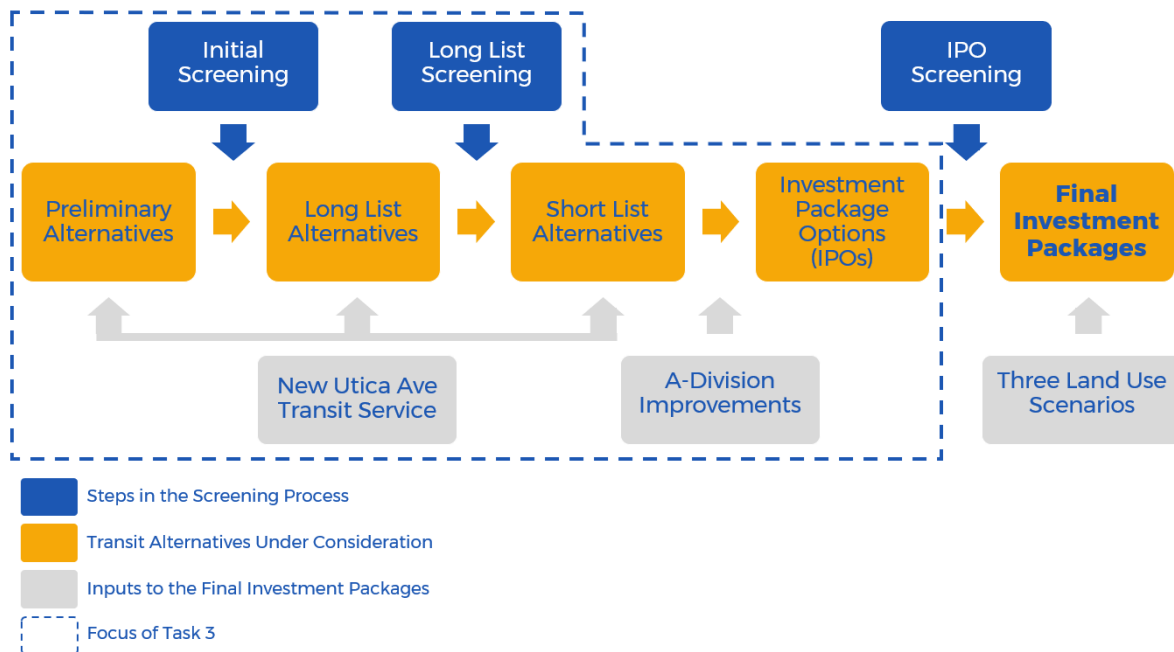 Initial
Screening
Long List
Screening
IPO
Screening
Preliminary
Alternatives
Long List
Alternatives
Short List
Alternatives
Investment
Package
Options
(IPOs)
Final
Investment
Packages
New Utica Ave
Transit Service
A-Division
Improvements
Three Land Use
Scenarios
Steps in the Screening Process
Transit Alternatives Under Consideration
Inputs to the Final Investment Packages
Focus of Task 3